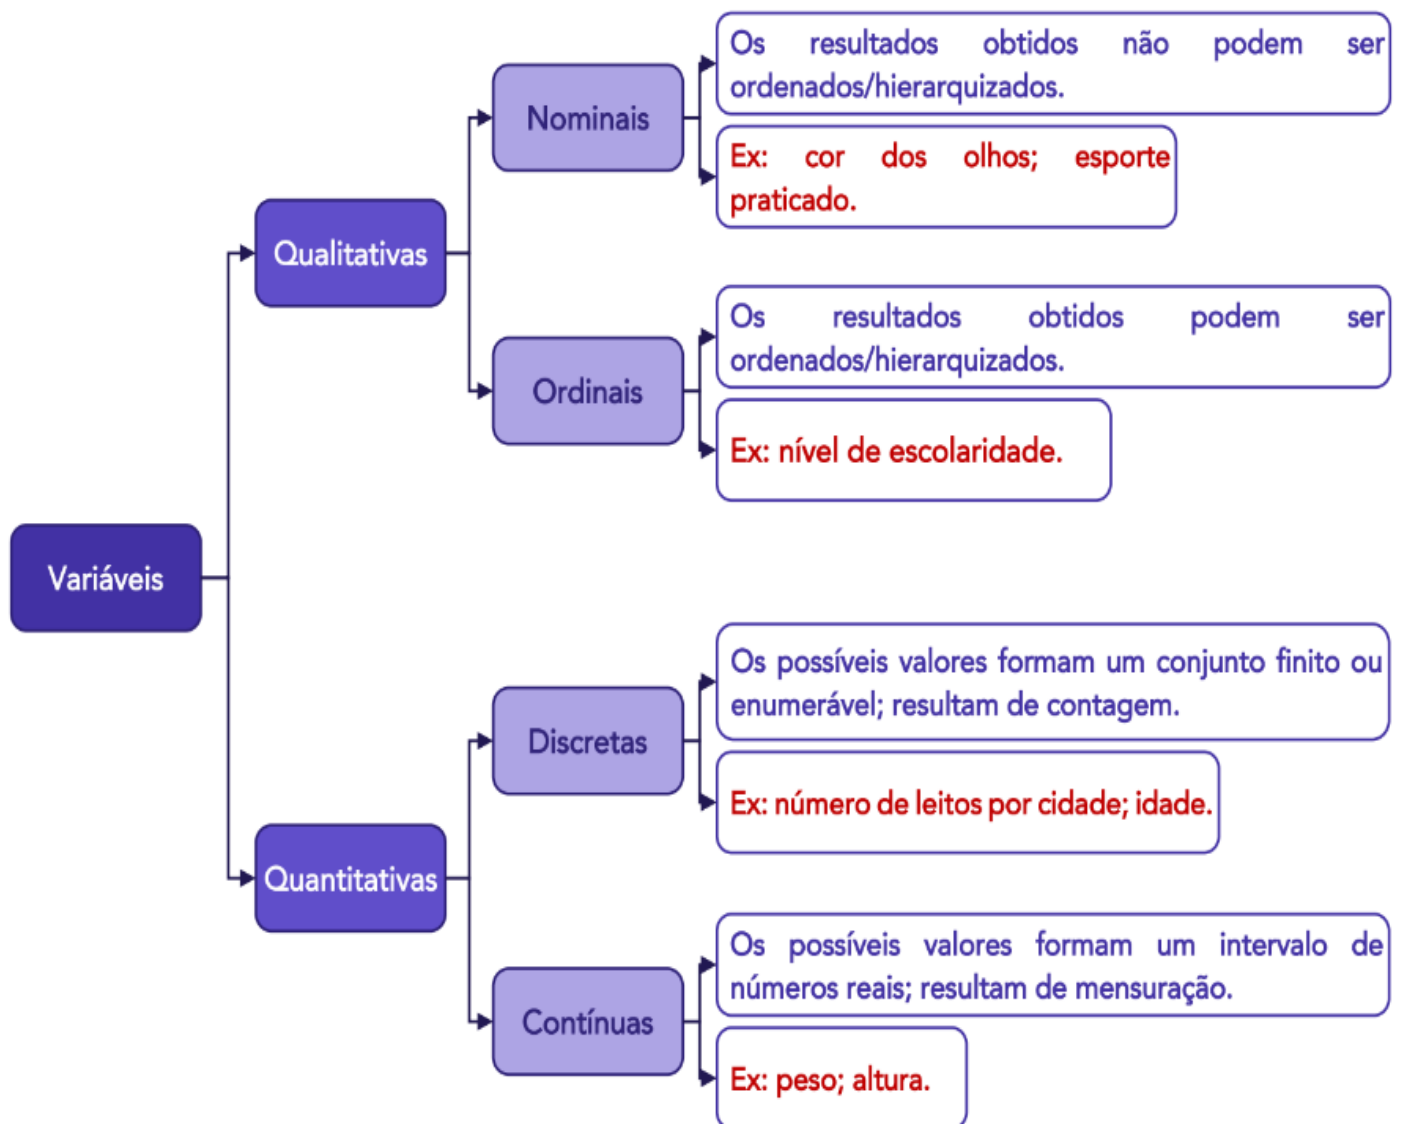 Variáveis
Qualitativas
Nominais
Os resultados obtidos não podem ser
ordenados/hierarquizados.
Ex: cor dos olhos; esporte
praticado.
Ordinais
Os resultados obtidos podem ser
ordenados/hierarquizados.
Ex: nível de escolaridade.
Quantitativas
Discretas
Os possíveis valores formam um conjunto finito ou
enumerável; resultam de contagem.
Ex: número de leitos por cidade; idade.
Contínuas
Os possíveis valores formam um intervalo de
números reais; resultam de mensuração.
Ex: peso; altura.